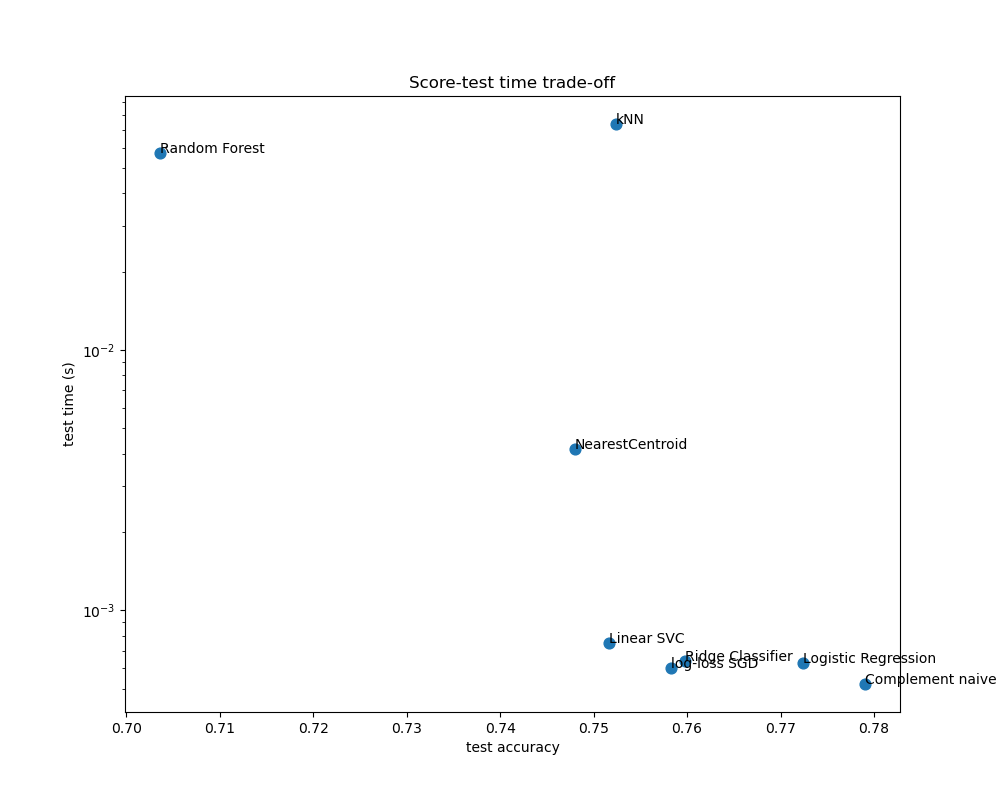 Score-test time trade-off
kNN
Random Forest
10⁻²
test time (s)
NearestCentroid
10⁻³
Linear SVC
Ridge Classifier
log-loss SGD
Logistic Regression
Complement naive
0.70 0.71 0.72 0.73 0.74 0.75 0.76 0.77 0.78
test accuracy